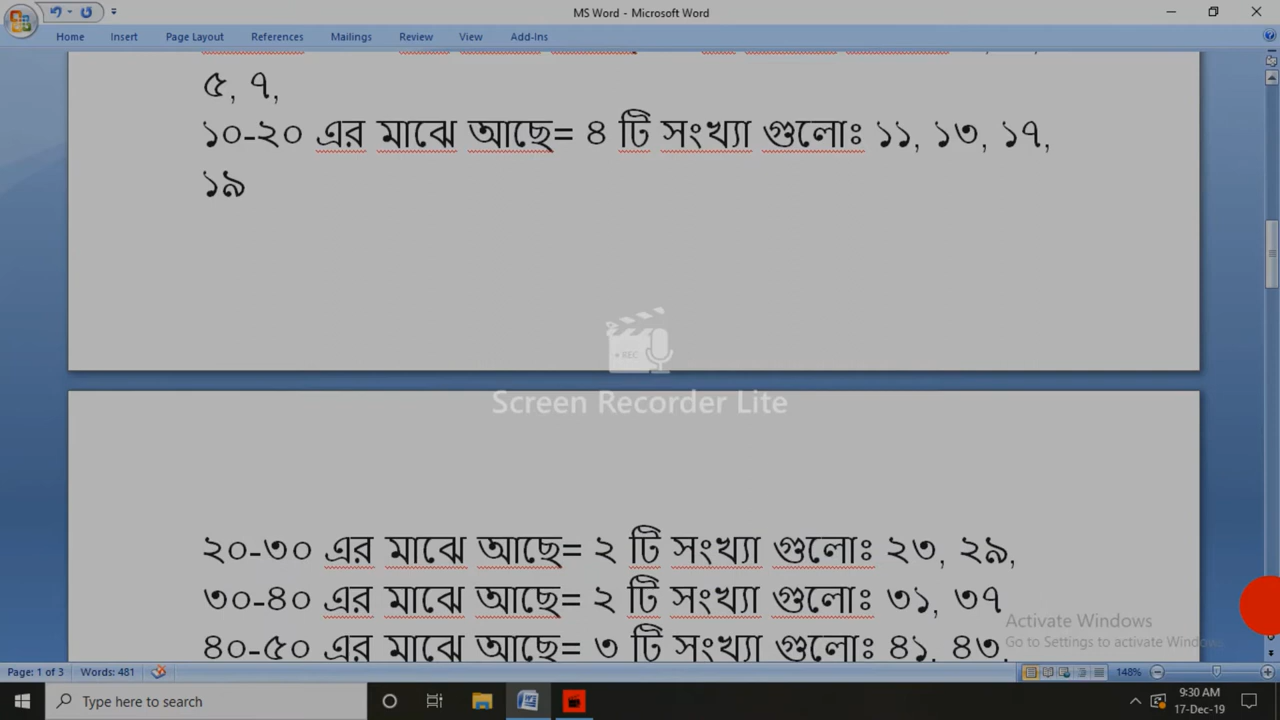 MS Word - Microsoft Word
Home Insert Page Layout References Mailings Review View Add-Ins
৫, ৭,
১০-২০ এর মাঝে আছে= ৪ টি সংখ্যা গুলোঃ ১১, ১৩, ১৭,
১৯
REC
Screen Recorder Lite
২০-৩০ এর মাঝে আছে= ২ টি সংখ্যা গুলোঃ ২৩, ২৯,
৩০-৪০ এর মাঝে আছে= ২ টি সংখ্যা গুলোঃ ৩১, ৩৭
৪০-৫০ এর মাঝে আছে= ৩ টি সংখ্যা গুলোঃ ৪১, ৪৩,
Activate Windows
Go to Settings to activate Windows.
Page: 1 of 3 Words: 481 148%
Type here to search
9:30 AM
17-Dec-19